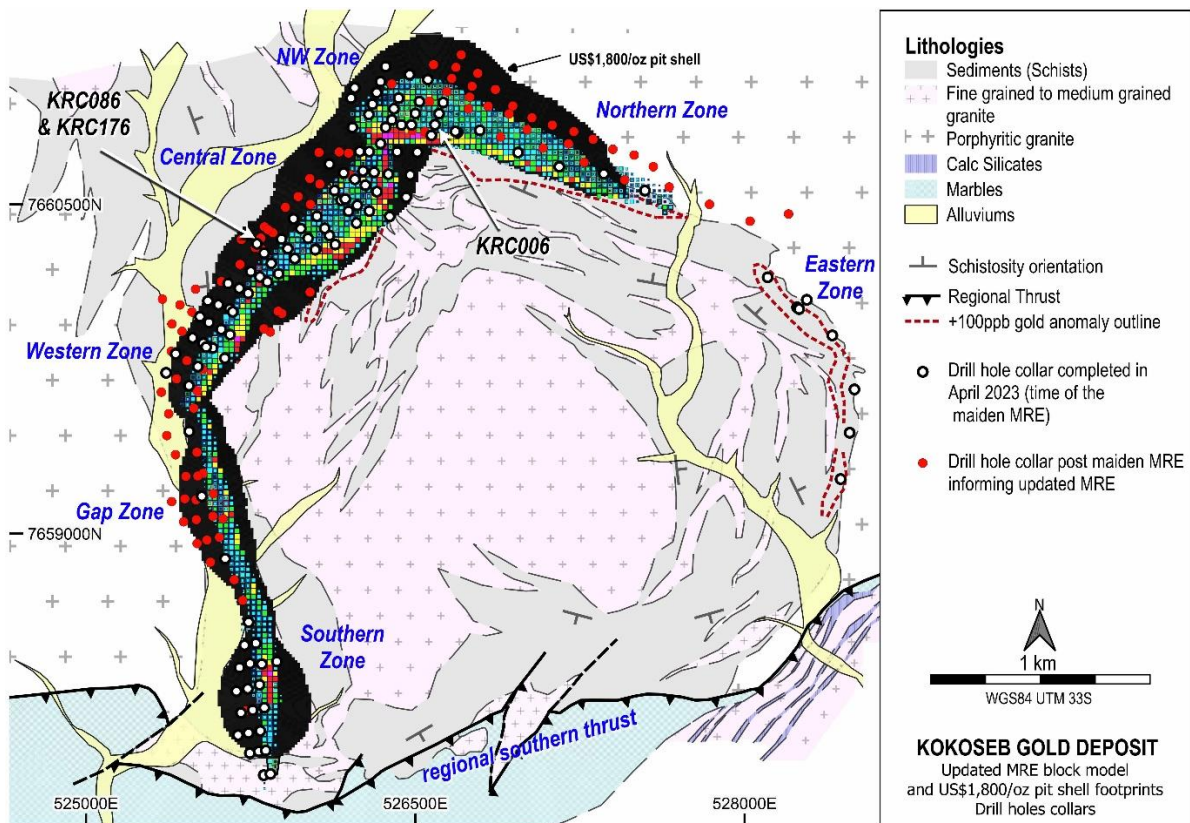 NW Zone
US$1,800/oz pit shell
KRC086
& KRC176
Northern Zone
Central Zone
7660500N
KRC006
Eastern
Zone
Western Zone
Gap Zone
7659000N
Southern
Zone
regional southern thrust
525000E
526500E
528000E
Lithologies
Sediments (Schists)
Fine grained to medium grained
granite
Porphyritic granite
Calc Silicates
Marbles
Alluviums
Schistosity orientation
Regional Thrust
+100ppb gold anomaly outline
Drill hole collar completed in
April 2023 (time of the
maiden MRE)
Drill hole collar post maiden MRE
informing updated MRE
N
1 km
WGS84 UTM 33S
KOKOSEB GOLD DEPOSIT
Updated MRE block model
and US$1,800/oz pit shell footprints
Drill holes collars